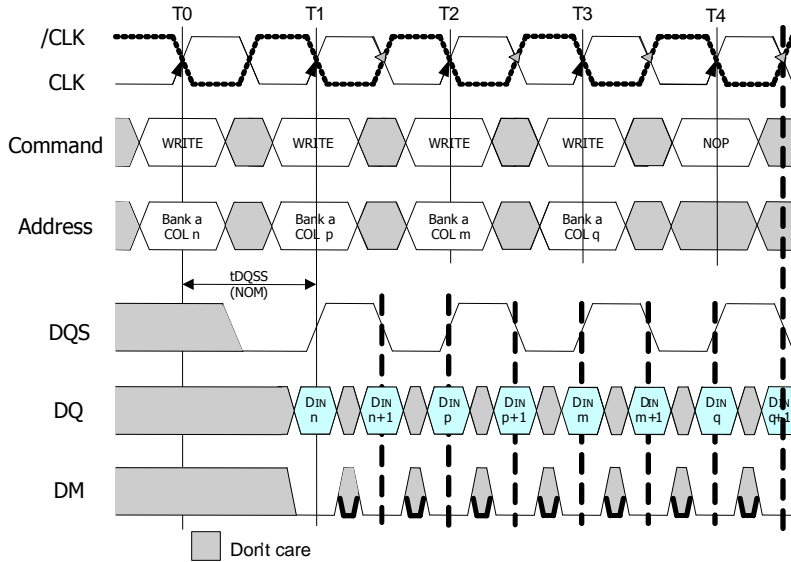 T0 T1 T2 T3 T4
/CLK
CLK
Command WRITE WRITE WRITE WRITE NOP
Address Bank a Bank a Bank a Bank a
COL n COL p COL m COL q
tDQSS
(NOM)
DQS
DQ DIN DIN DIN DIN DIN DIN DIN DIN
n n+1 p p+1 m m+1 q q+1
DM
Don't care